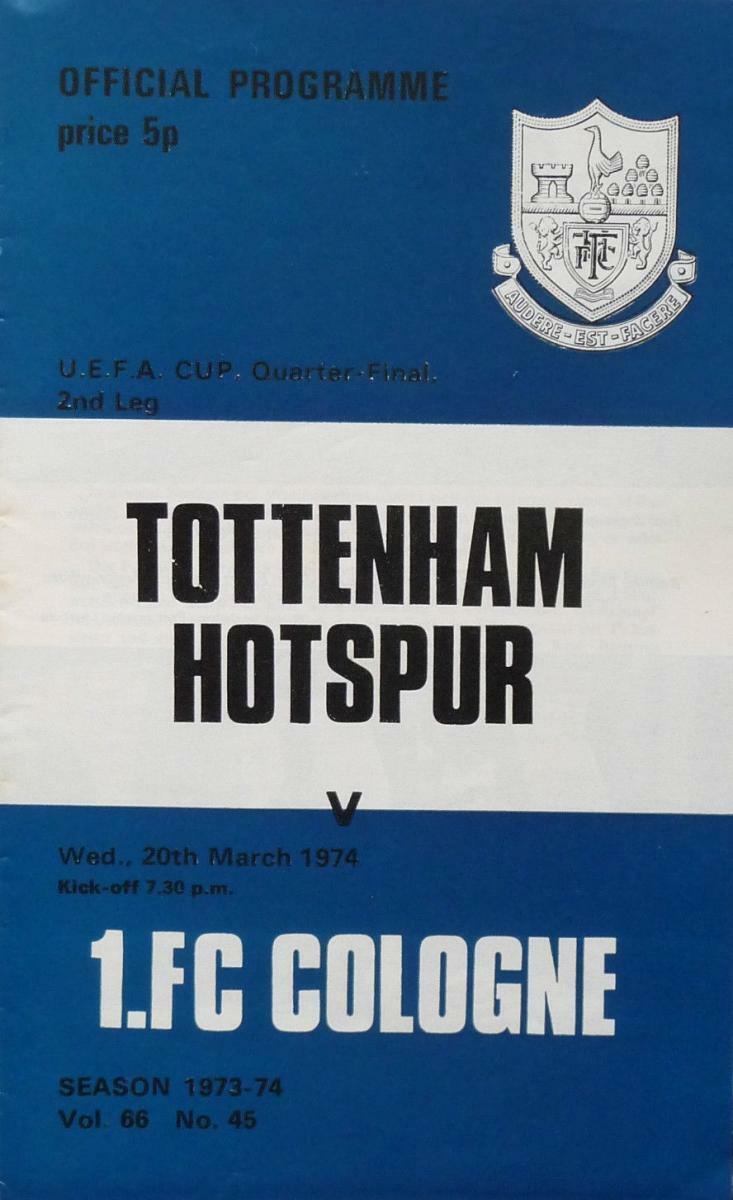 OFFICIAL PROGRAMME
price 5p
AUDERE-EST-FACERE
U.E.F.A. CUP. Quarter-Final.
2nd Leg
TOTTENHAM
HOTSPUR
v
Wed., 20th March 1974
Kick-off 7.30 p.m.
1.FC COLOGNE
SEASON 1973-74
Vol. 66 No. 45